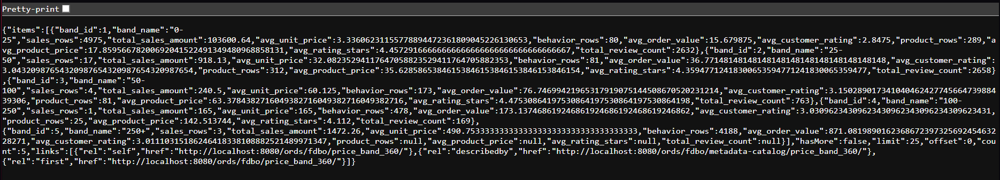 Pretty-print
{"items":[{"band_id":1,"band_name":"0-
25","sales_rows":4975,"total_sales_amount":103600.64,"avg_unit_price":3.33606231155778894472361809045226130653,"behavior_rows":80,"avg_order_value":15.679875,"avg_customer_rating":2.8475,"product_rows":289,"a
vg_product_price":17.8595667820069204152249134948096885813​1,"avg_rating_stars":4.45729166666666666666666666666666666667,"total_review_count":2632},{"band_id":2,"band_name":"25-
50","sales_rows":17,"total_sales_amount":918.13,"avg_unit_price":32.08235294117647058823529411764705882353,"behavior_rows":81,"avg_order_value":36.77148148148148148148148148148148148148,"avg_customer_rating":
3.04320987654320987654320987654320987654,"product_rows":312,"avg_product_price":35.62858653846153846153846153846153846154,"avg_rating_stars":4.35947712418300653594771241830065359477,"total_review_count":2658}
,{"band_id":3,"band_name":"50-
100","sales_rows":4,"total_sales_amount":240.5,"avg_unit_price":60.125,"behavior_rows":173,"avg_order_value":76.74699421965317919075144508670520231214,"avg_customer_rating":3.150289017341040462427745664739884
39306,"product_rows":81,"avg_product_price":63.37843827160493827160493827160493827​16,"avg_rating_stars":4.47530864197530864197530864197530864198,"total_review_count":763},{"band_id":4,"band_name":"100-
250","sales_rows":1,"total_sales_amount":165,"avg_unit_price":165,"behavior_rows":478,"avg_order_value":173.137468619246861924686192468619246862,"avg_customer_rating":3.03096234309623430962343096234309623431,
"product_rows":25,"avg_product_price":142.513744,"avg_rating_stars":4.112,"total_review_count":169},
{"band_id":5,"band_name":"250+","sales_rows":3,"total_sales_amount":1472.26,"avg_unit_price":490.753333333333333333333333333333333333,"behavior_rows":4188,"avg_order_value":871.081989016236867239732569245463​2
28271,"avg_customer_rating":3.01110315186246418338108882521489971347,"product_rows":null,"avg_product_price":null,"avg_rating_stars":null,"total_review_count":null}],"hasMore":false,"limit":25,"offset":0,"cou
nt":5,"links":[{"rel":"self","href":"http://localhost:8080/ords/fdbo/price_band_360/"},{"rel":"describedby","href":"http://localhost:8080/ords/fdbo/metadata-catalog/price_band_360/"},
{"rel":"first","href":"http://localhost:8080/ords/fdbo/price_band_360/"}]}